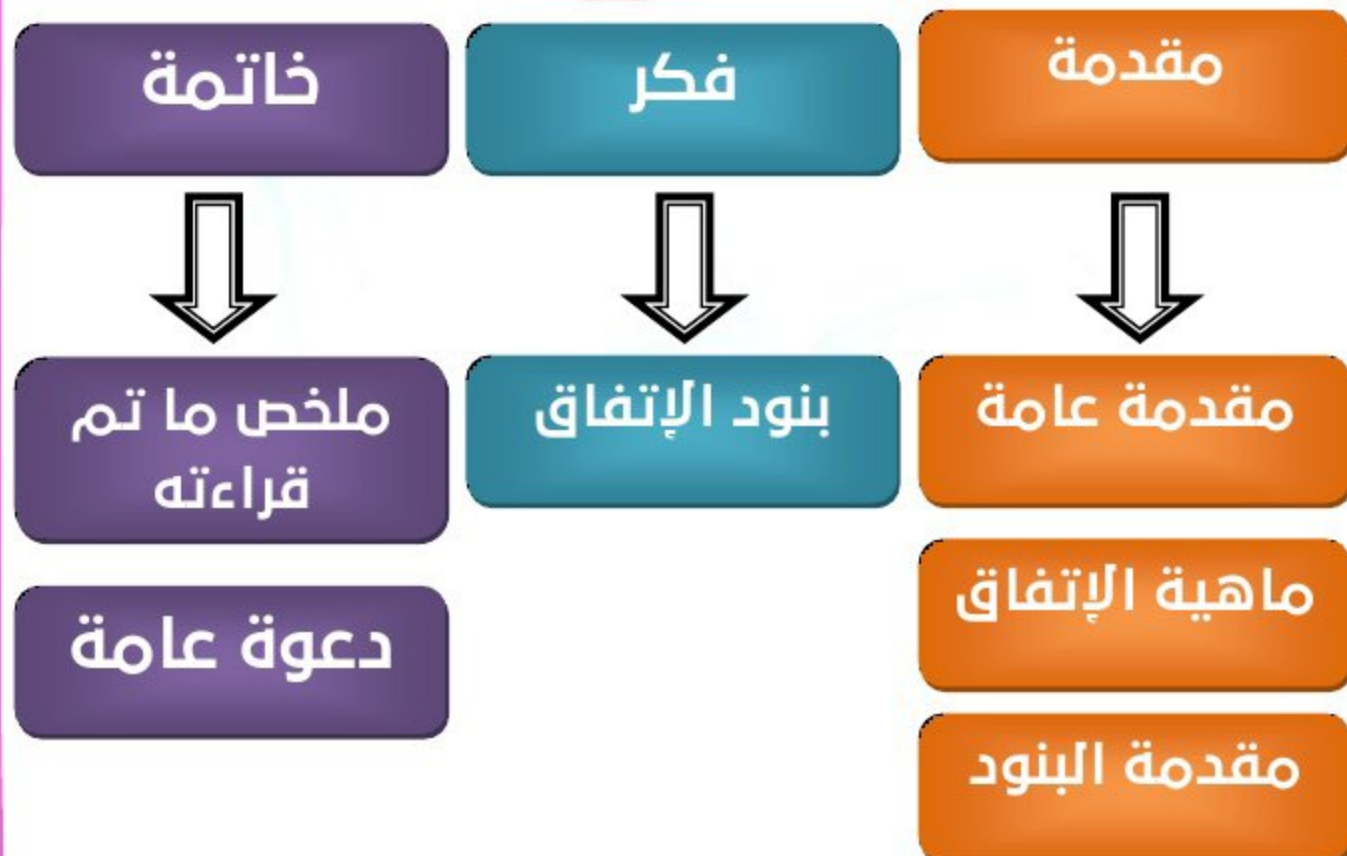 مقدمة
فكر
خاتمة
مقدمة عامة
ماهية الإتفاق
مقدمة البنود
بنود الإتفاق
ملخص ما تم
قراءته
دعوة عامة